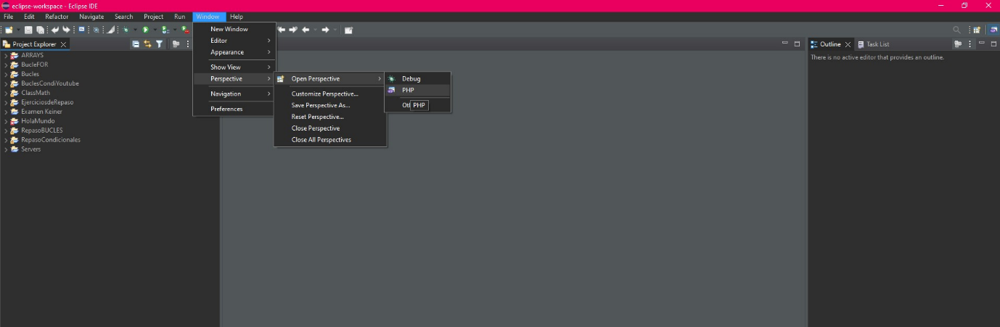 eclipse-workspace - Eclipse IDE
File Edit Refactor Navigate Search Project Run Window Help
Project Explorer
ARRAYS
BucleFOR
Bucles
BuclesCondiYoutube
ClassMath
EjerciciosdeRepaso
Examen Keiner
HolaMundo
RepasoBUCLES
RepasoCondicionales
Servers
New Window
Editor
Appearance
Show View
Perspective
Navigation
Preferences
Open Perspective
Customize Perspective...
Save Perspective As...
Reset Perspective...
Close Perspective
Close All Perspectives
Debug
PHP
PHP
Outline Task List
There is no active editor that provides an outline.